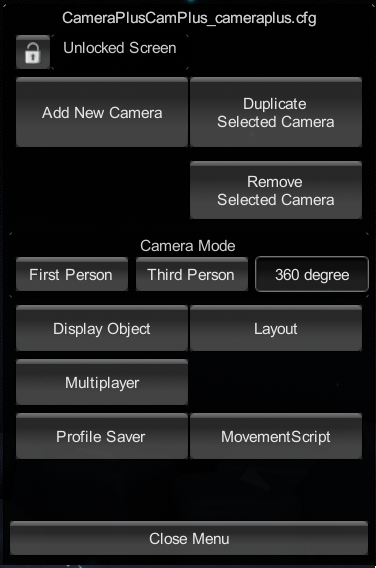 CameraPlusCamPlus_cameraplus.cfg
Unlocked Screen
Add New Camera
Duplicate
Selected Camera
Remove
Selected Camera
Camera Mode
First Person
Third Person
360 degree
Display Object
Layout
Multiplayer
Profile Saver
MovementScript
Close Menu